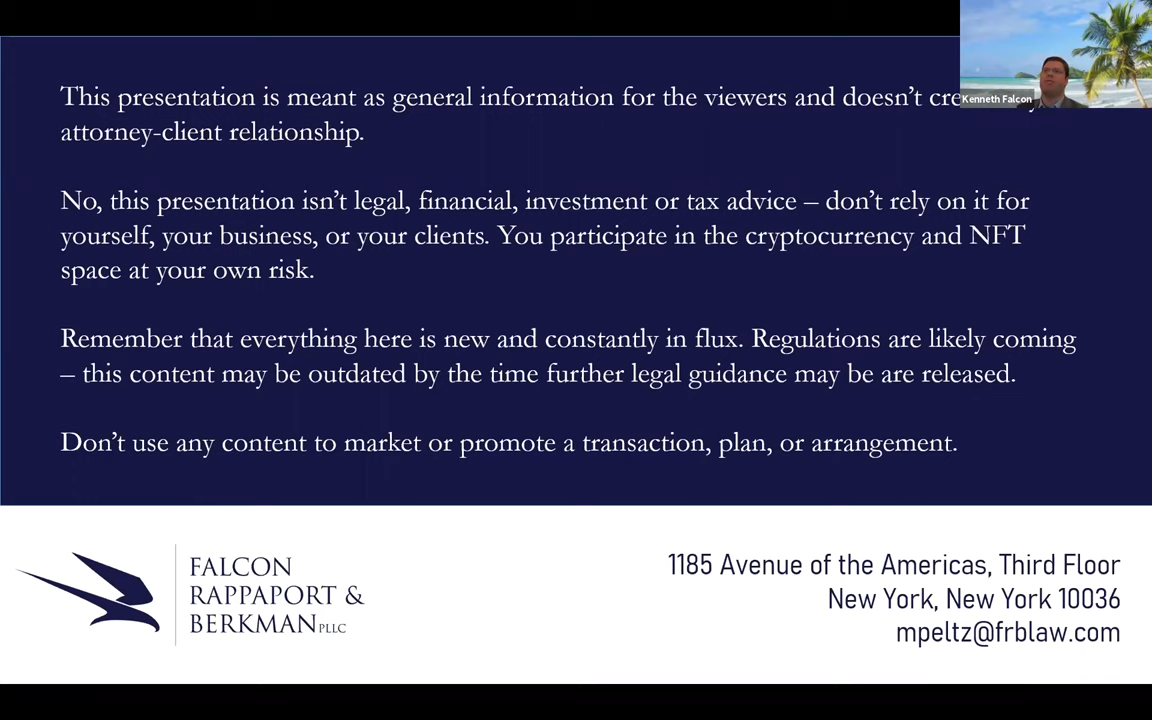 This presentation is meant as general information for the viewers and doesn't
Kenneth Falcon
attorney-client relationship.
No, this presentation isn't legal, financial, investment or tax advice – don't rely on it for
yourself, your business, or your clients. You participate in the cryptocurrency and NFT
space at your own risk.
Remember that everything here is new and constantly in flux. Regulations are likely coming
– this content may be outdated by the time further legal guidance may be are released.
Don't use any content to market or promote a transaction, plan, or arrangement.
FALCON
RAPPAPORT &
BERKMAN PLLC
1185 Avenue of the Americas, Third Floor
New York, New York 10036
mpeltz@frblaw.com